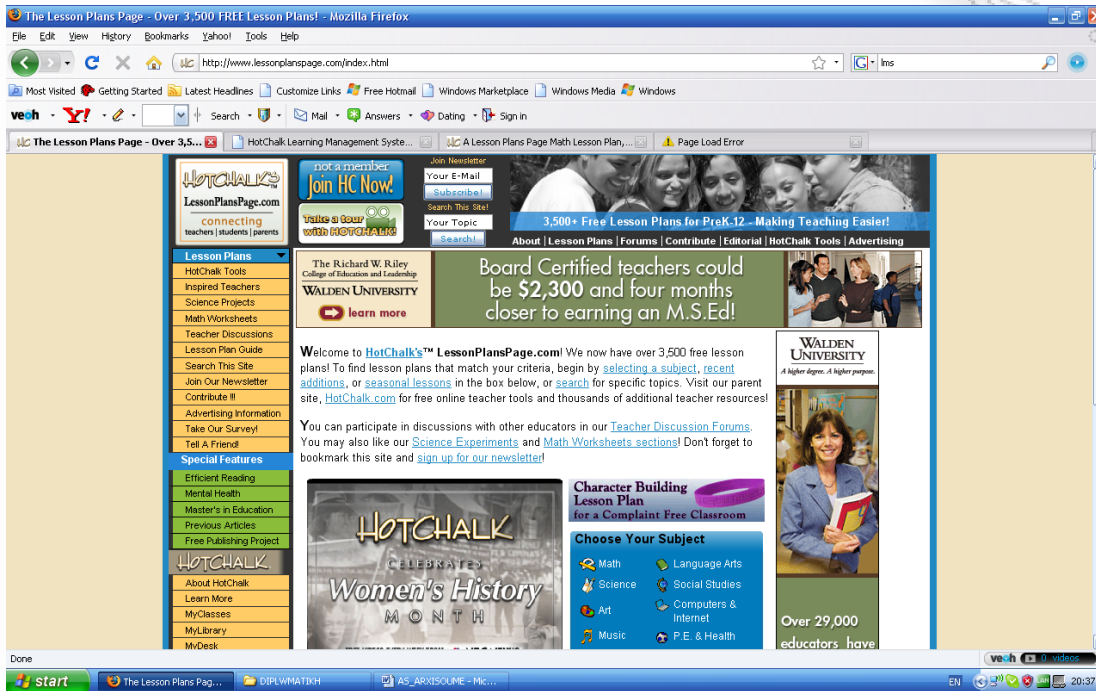 The Lesson Plans Page - Over 3,500 FREE Lesson Plans! - Mozilla Firefox
File Edit View History Bookmarks Yahoo! Tools Help
http://www.lessonplanspage.com/index.html
G lms
Most Visited Getting Started Latest Headlines Customize Links Free Hotmail Windows Marketplace Windows Media Windows
veoh Y! Search Mail Answers Dating Sign in
The Lesson Plans Page - Over 3,5... HotChalk Learning Management Syste... A Lesson Plans Page Math Lesson Plan,... Page Load Error
HOTCHALK'S
LessonPlansPage.com
connecting
teachers | students | parents
not a member
Join HC Now!
Take a tour
with HOTCHALK!
Join Newsletter
Your E-Mail
Subscribe!
Search This Site!
Your Topic
Search!
3,500+ Free Lesson Plans for PreK-12 - Making Teaching Easier!
About | Lesson Plans | Forums | Contribute | Editorial | HotChalk Tools | Advertising
Lesson Plans
HotChalk Tools
Inspired Teachers
Science Projects
Math Worksheets
Teacher Discussions
Lesson Plan Guide
Search This Site
Join Our Newsletter
Contribute !!!
Advertising Information
Take Our Survey!
Tell A Friend!
Special Features
Efficient Reading
Mental Health
Master's in Education
Previous Articles
Free Publishing Project
HOTCHALK
About HotChalk
Learn More
MyClasses
MyLibrary
MyDesk
The Richard W. Riley
College of Education and Leadership
WALDEN UNIVERSITY
learn more
Board Certified teachers could
be $2,300 and four months
closer to earning an M.S.Ed!
Welcome to HotChalk's™ LessonPlansPage.com! We now have over 3,500 free lesson
plans! To find lesson plans that match your criteria, begin by selecting a subject, recent
additions, or seasonal lessons in the box below, or search for specific topics. Visit our parent
site, HotChalk.com for free online teacher tools and thousands of additional teacher resources!
You can participate in discussions with other educators in our Teacher Discussion Forums.
You may also like our Science Experiments and Math Worksheets sections! Don't forget to
bookmark this site and sign up for our newsletter!
HOTCHALK
CELEBRATES
Women's History
MONTH
Character Building
Lesson Plan
for a Complaint Free Classroom
Choose Your Subject
Math Language Arts
Science Social Studies
Art Computers &
Internet
Music P.E. & Health
WALDEN
UNIVERSITY
A higher degree. A higher purpose.
Over 29,000
educators have
Done
veoh 0 videos
start The Lesson Plans Pag... DIPLWMATIKH AS_ARXISOUME - Mic... EN 20:37